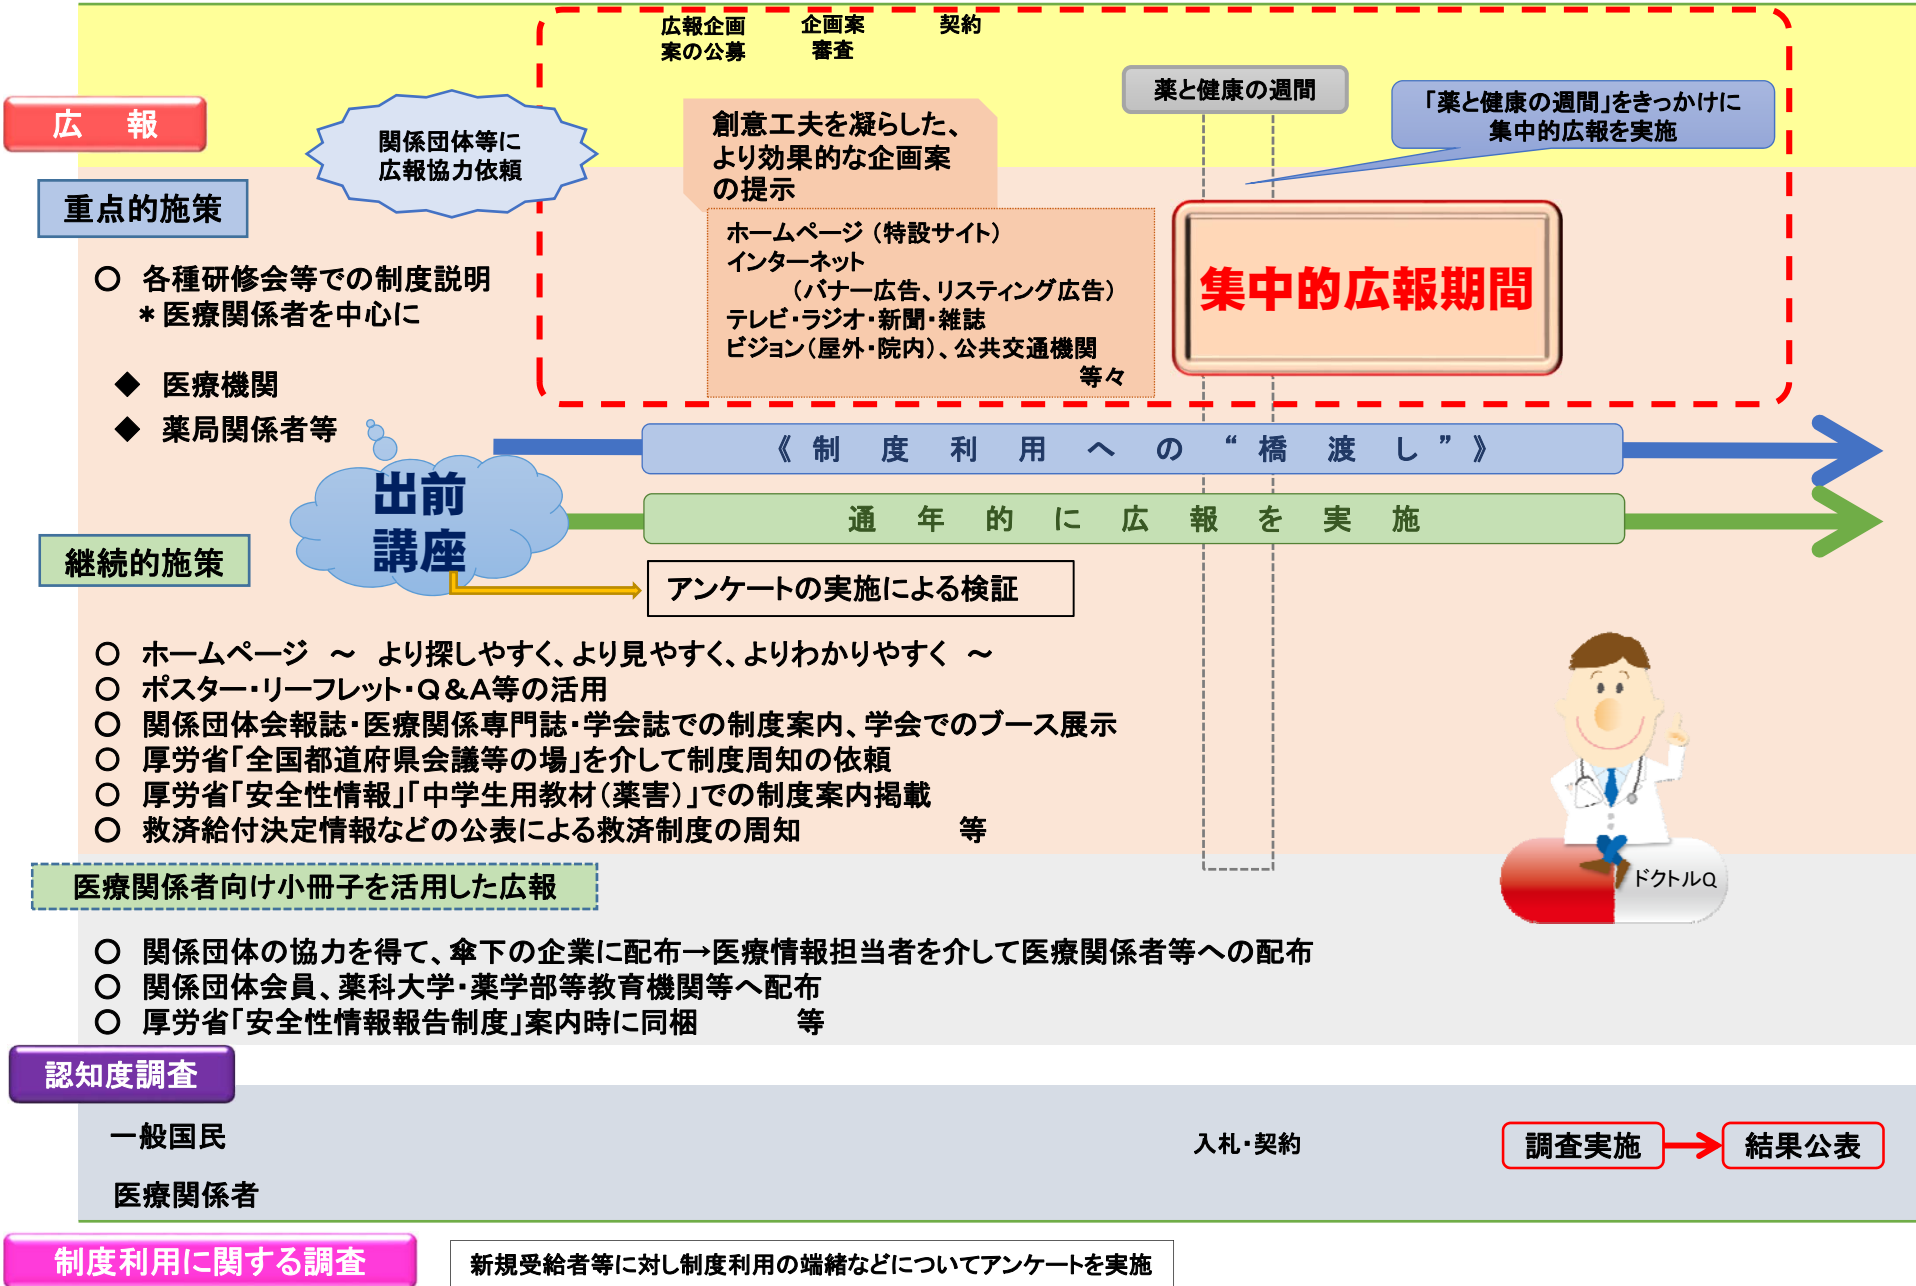 広報企画
案の公募
企画案
審査
契約
薬と健康の週間
「薬と健康の週間」をきっかけに
集中的広報を実施
広 報
関係団体等に
広報協力依頼
創意工夫を凝らした、
より効果的な企画案
の提示
重点的施策
ホームページ(特設サイト)
インターネット
(バナー広告、リスティング広告)
テレビ・ラジオ・新聞・雑誌
ビジョン(屋外・院内)、公共交通機関
等々
集中的広報期間
○ 各種研修会等での制度説明
*医療関係者を中心に
◆ 医療機関
◆ 薬局関係者等
《制度利用への“橋渡し”》
出前
講座
通年的に広報を実施
継続的施策
アンケートの実施による検証
○ ホームページ ~ より探しやすく、より見やすく、よりわかりやすく ~
○ ポスター・リーフレット・Q&A等の活用
○ 関係団体会報誌・医療関係専門誌・学会誌での制度案内、学会でのブース展示
○ 厚労省「全国都道府県会議等の場」を介して制度周知の依頼
○ 厚労省「安全性情報」「中学生用教材(薬害)」での制度案内掲載
○ 救済給付決定情報などの公表による救済制度の周知 等
ドクトルQ
医療関係者向け小冊子を活用した広報
○ 関係団体の協力を得て、傘下の企業に配布→医療情報担当者を介して医療関係者等への配布
○ 関係団体会員、薬科大学・薬学部等教育機関等へ配布
○ 厚労省「安全性情報報告制度」案内時に同梱 等
認知度調査
一般国民
入札・契約
調査実施
結果公表
医療関係者
制度利用に関する調査
新規受給者等に対し制度利用の端緒などについてアンケートを実施